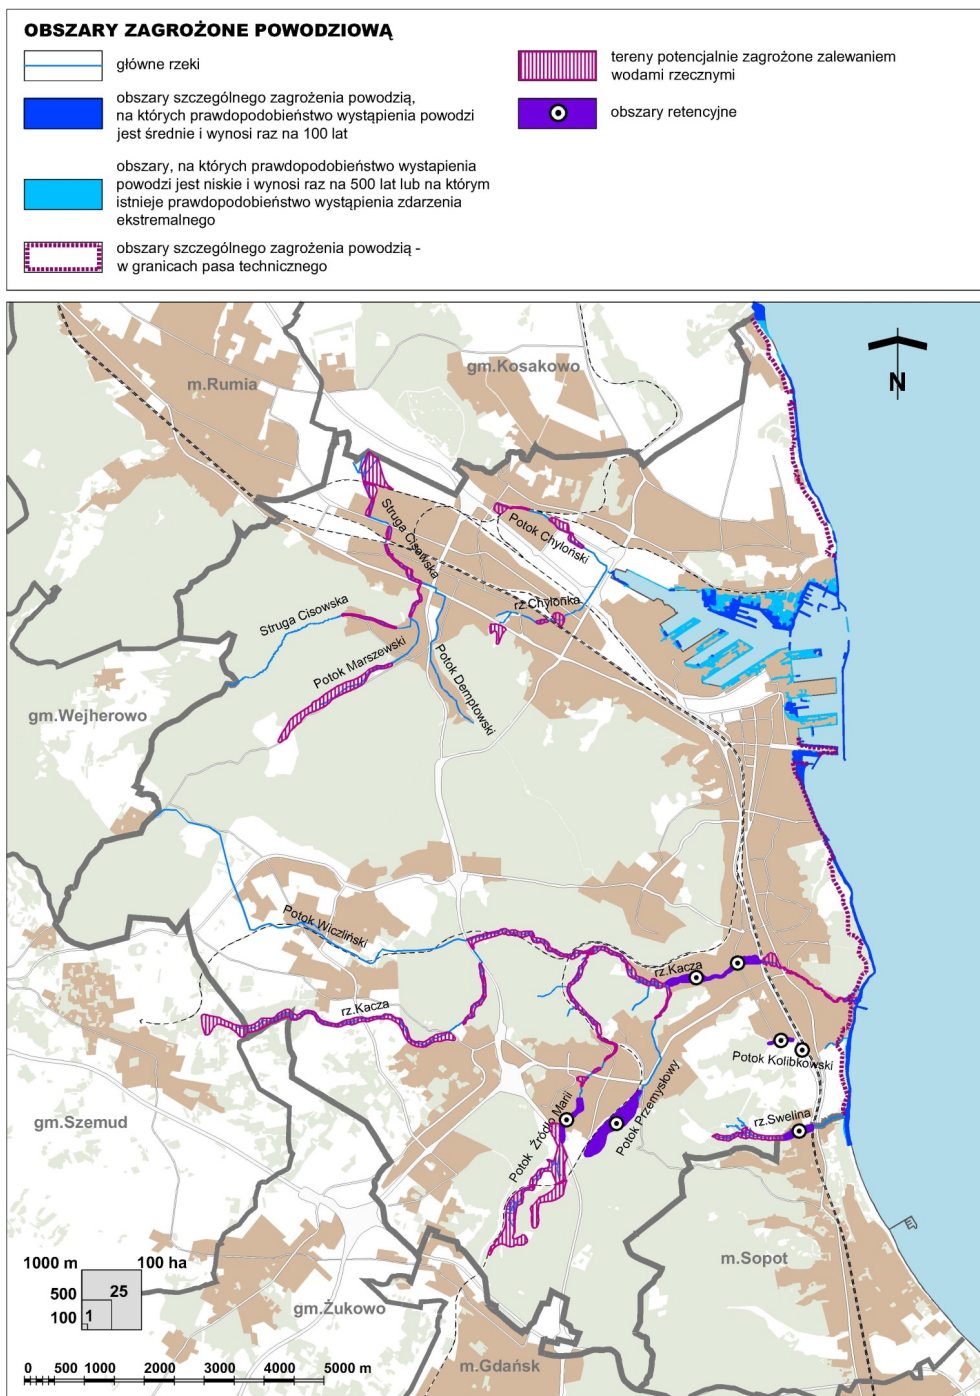 OBSZARY ZAGROŻONE POWODZIOWĄ
główne rzeki
obszary szczególnego zagrożenia powodzią,
na których prawdopodobieństwo wystąpienia powodzi
jest średnie i wynosi raz na 100 lat
obszary, na których prawdopodobieństwo wystapienia
powodzi jest niskie i wynosi raz na 500 lat lub na którym
istnieje prawdopodobieństwo wystąpienia zdarzenia
ekstremalnego
obszary szczególnego zagrożenia powodzią -
w granicach pasa technicznego
tereny potencjalnie zagrożone zalewaniem
wodami rzecznymi
obszary retencyjne
gm.Kosakowo
m.Rumia
N
Struga Cisowska
Potok Chyloński
rz.Chylonka
Struga Cisowska
Potok Marszewski
Potok Demptowski
gm.Wejherowo
Potok Wiczliński
rz.Kacza
rz.Kacza
Potok Kolibkowski
Potok Przemysłowy
Potok Źródło Marii
rz.Swelina
gm.Szemud
m.Sopot
gm.Żukowo
m.Gdańsk
1000 m 100 ha
500 25
100 1
0 500 1000 2000 3000 4000 5000 m